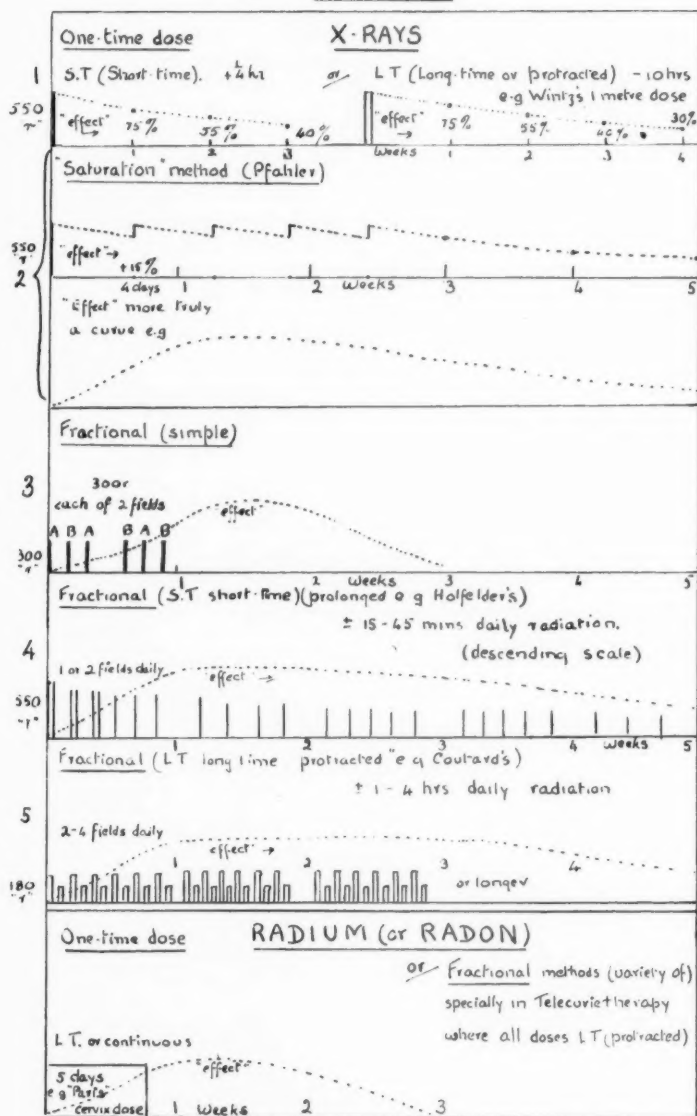 One-time dose X-RAYS
1
S.T (Short-time). ±¼ hr or LT (Long-time or protracted) - 10 hrs
e.g Wintz's 1 metre dose
550
"r"
"effect" → 75% 55% 40% "effect" → 75% 55% 40% 30%
1 2 3 Weeks 1 2 3 4
"Saturation" method (Pfahler)
550
"r"
2
"effect" →
+15%
4 days
1 2 Weeks 3 4 5
"Effect" more truly
a curve e.g
Fractional (simple)
3
300r
each of 2 fields
A B A B A B
"effect"
300
"r"
1 2 Weeks 3 5
Fractional (S.T short-time)(prolonged e g Holfelder's)
± 15-45 mins daily radiation.
(descending scale)
4
1 or 2 fields daily
"effect" →
550
"r"
1 2 3 4 Weeks 5
Fractional (LT long time protracted "e g Coutard's)
± 1-4 hrs daily radiation
5
2-4 fields daily
"effect" →
1 2 3 4
180
"r"
or longer
One-time dose RADIUM (or RADON)
or Fractional methods (variety of)
specially in Telecurietherapy
where all doses LT (protracted)
L T. or continuous
"effect"
5 days
e g "Paris"
cervix dose
1 Weeks 2 3